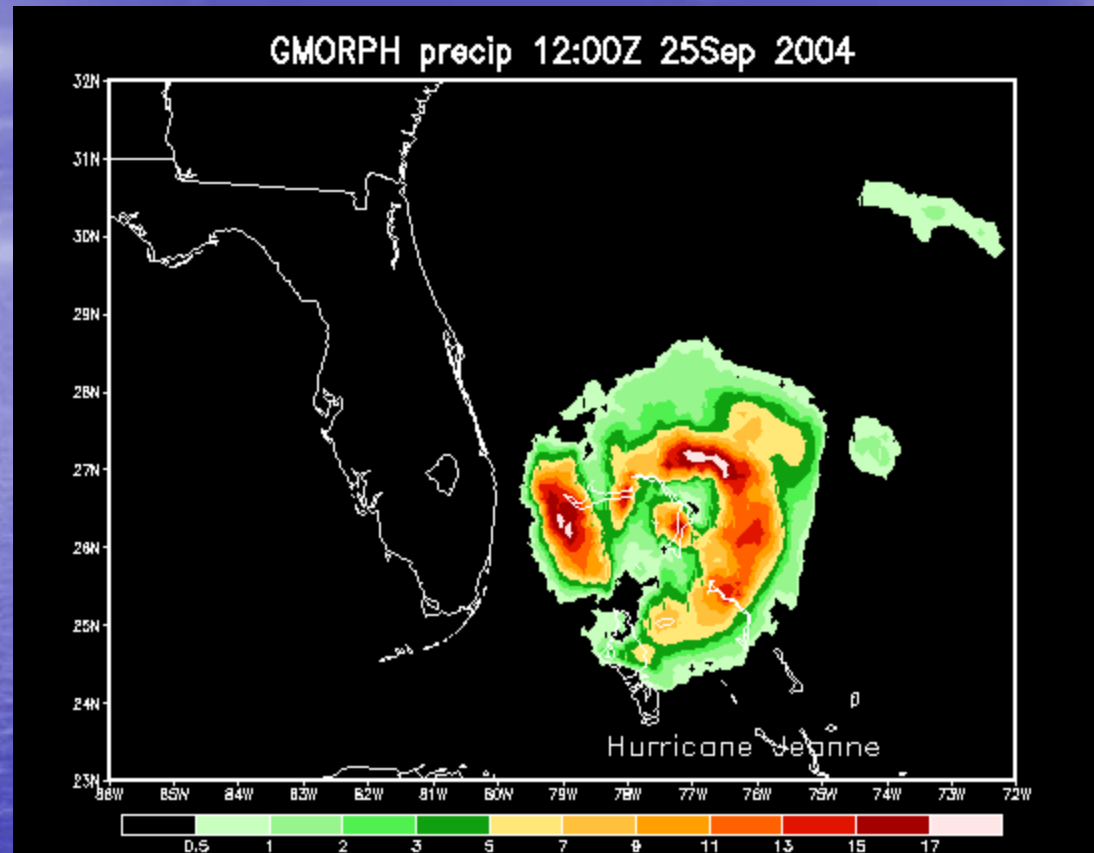 GMORPH precip 12:00Z 25Sep 2004
32N
31N
30N
29N
28N
27N
26N
25N
24N
23N
Hurricane Jeanne
86W 85W 84W 83W 82W 81W 80W 79W 78W 77W 76W 75W 74W 73W 72W
0.5 1 2 3 5 7 9 11 13 15 17